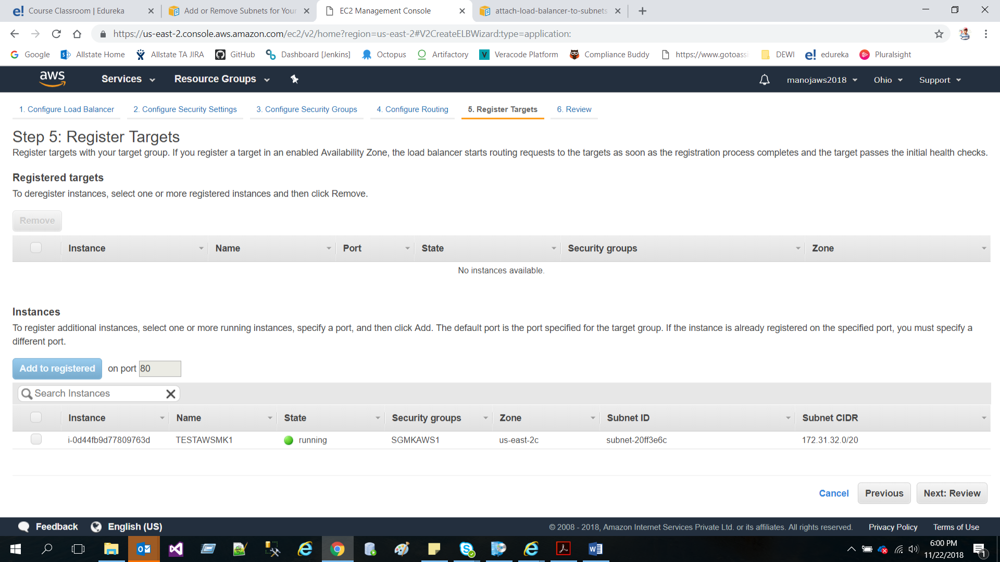 Course Classroom | Edureka
Add or Remove Subnets for Your
EC2 Management Console
attach-load-balancer-to-subnets
https://us-east-2.console.aws.amazon.com/ec2/v2/home?region=us-east-2#V2CreateELBWizard:type=application:
Google Allstate Home Allstate TA JIRA GitHub Dashboard [Jenkins] Octopus Artifactory Veracode Platform Compliance Buddy https://www.gotoassi DEWI edureka Pluralsight
aws Services Resource Groups manojaws2018 Ohio Support
1. Configure Load Balancer 2. Configure Security Settings 3. Configure Security Groups 4. Configure Routing 5. Register Targets 6. Review
Step 5: Register Targets
Register targets with your target group. If you register a target in an enabled Availability Zone, the load balancer starts routing requests to the targets as soon as the registration process completes and the target passes the initial health checks.
Registered targets
To deregister instances, select one or more registered instances and then click Remove.
Remove
Instance Name Port State Security groups Zone
No instances available.
Instances
To register additional instances, select one or more running instances, specify a port, and then click Add. The default port is the port specified for the target group. If the instance is already registered on the specified port, you must specify a
different port.
Add to registered on port 80
Search Instances
Instance Name State Security groups Zone Subnet ID Subnet CIDR
i-0d44fb9d77809763d TESTAWSMK1 running SGMKAWS1 us-east-2c subnet-20ff3e6c 172.31.32.0/20
Cancel Previous Next: Review
Feedback English (US) © 2008 - 2018, Amazon Internet Services Private Ltd. or its affiliates. All rights reserved. Privacy Policy Terms of Use
6:00 PM
11/22/2018
1